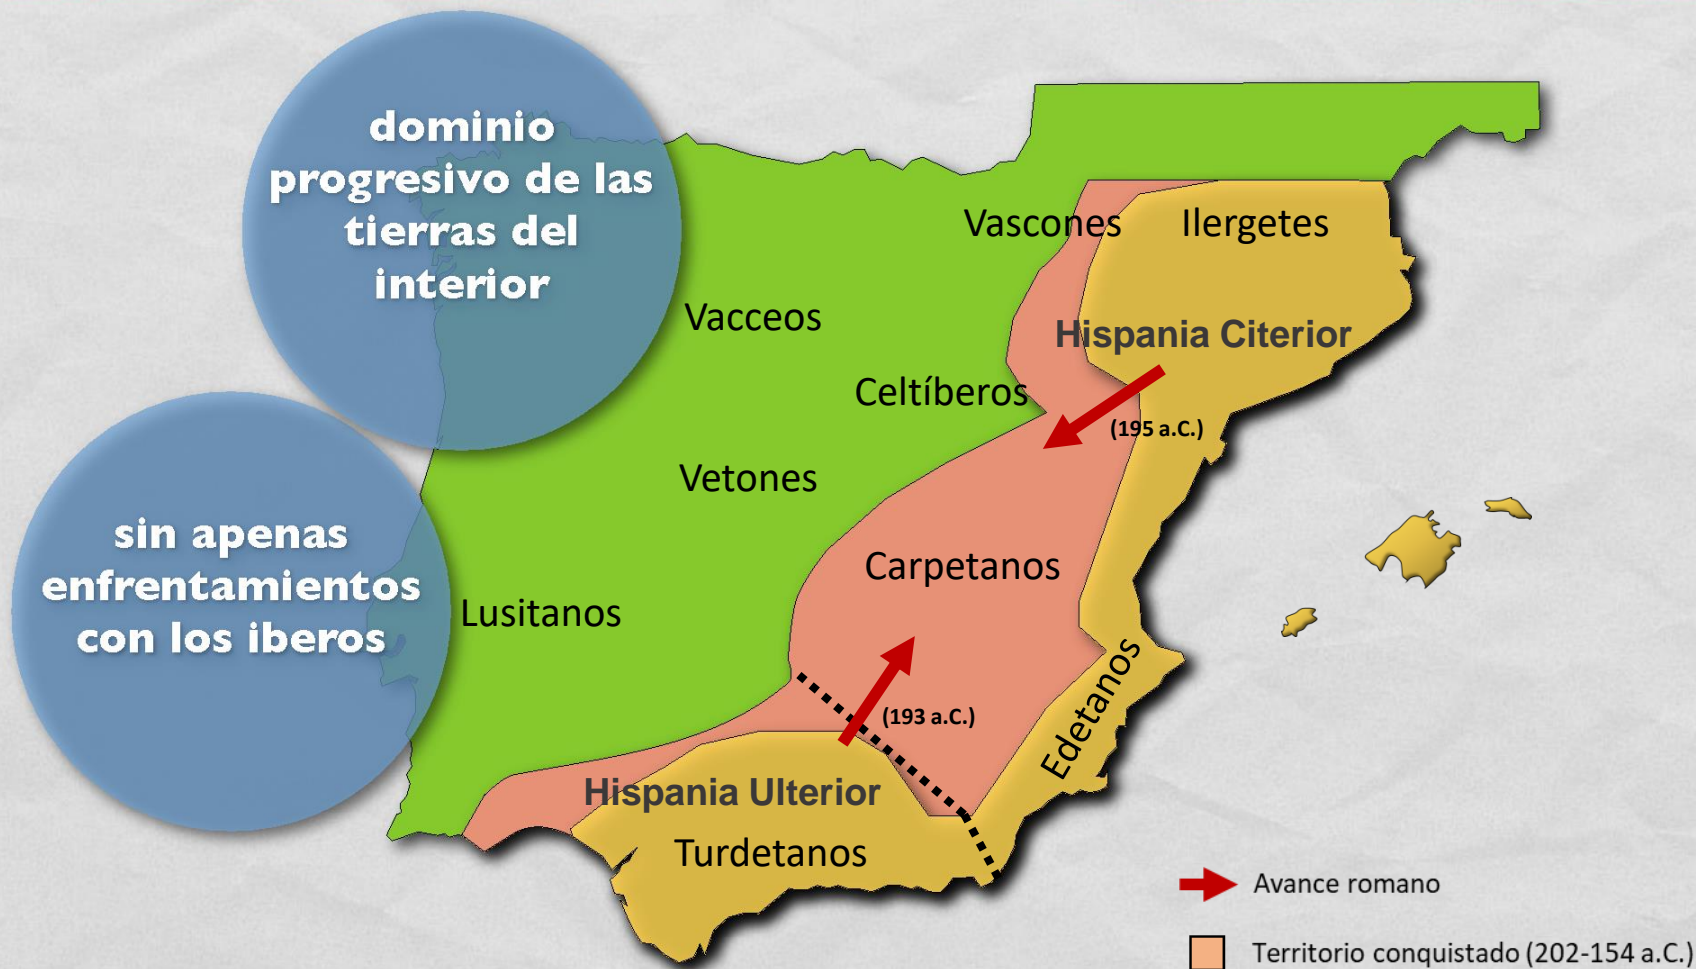 dominio
progresivo de las
tierras del
interior
sin apenas
enfrentamientos
con los iberos
Vascones
Ilergetes
Vacceos
Hispania Citerior
Celtíberos
(195 a.C.)
Vetones
Carpetanos
Lusitanos
(193 a.C.)
Edetanos
Hispania Ulterior
Turdetanos
Avance romano
Territorio conquistado (202-154 a.C.)